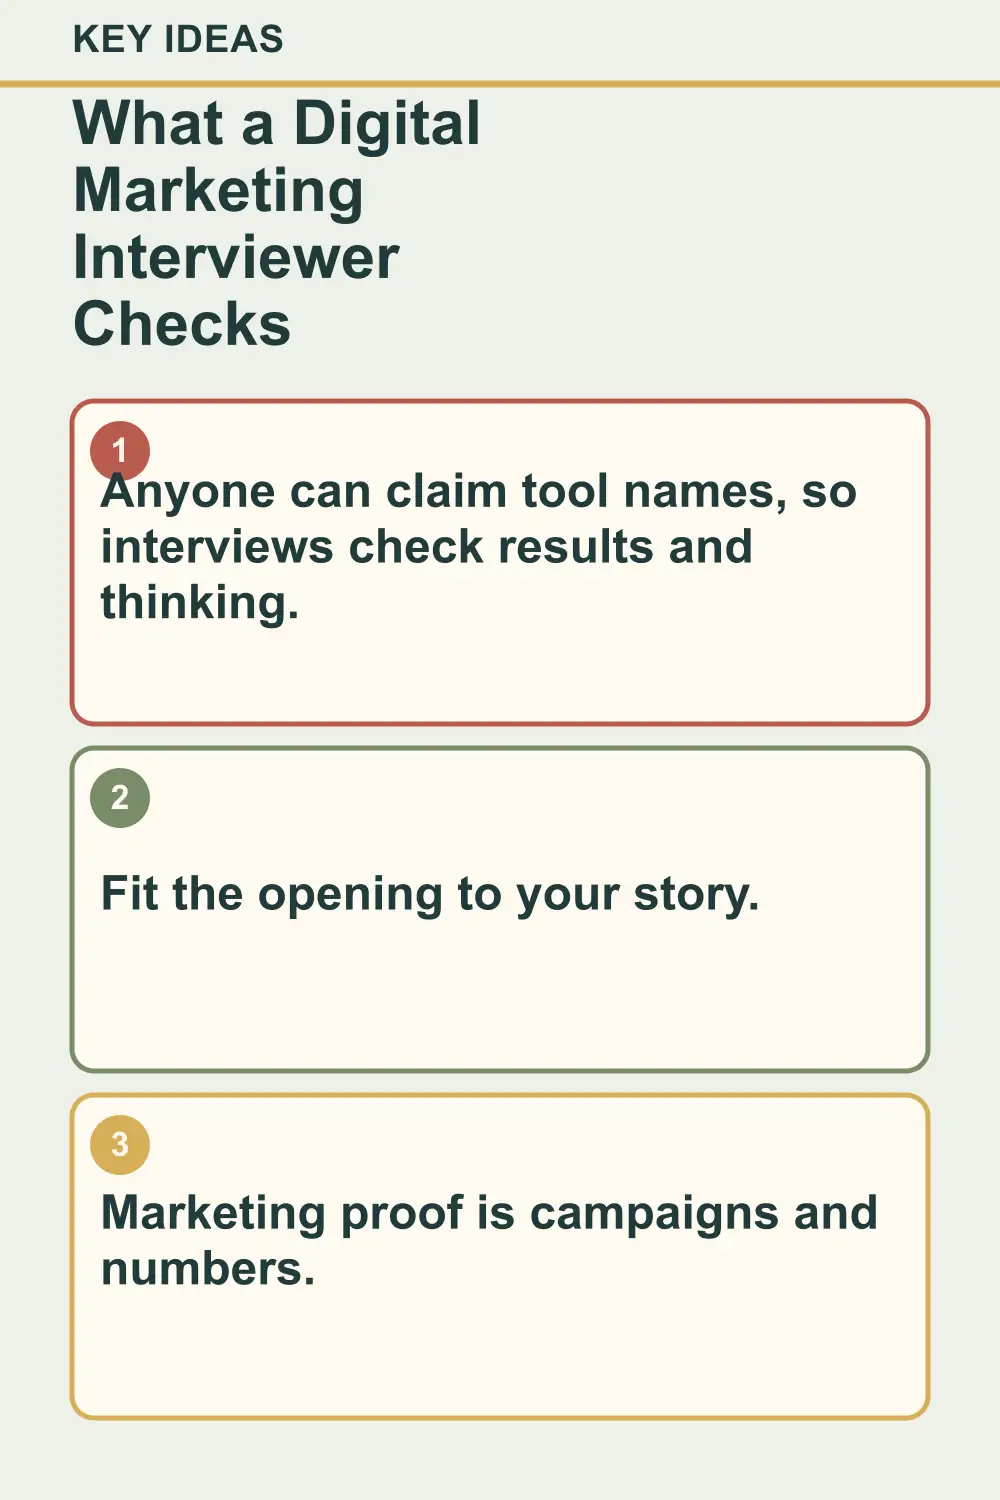 KEY IDEAS
What a Digital
Marketing
Interviewer
Checks
1
Anyone can claim tool names, so
interviews check results and
thinking.
2
Fit the opening to your story.
3
Marketing proof is campaigns and
numbers.